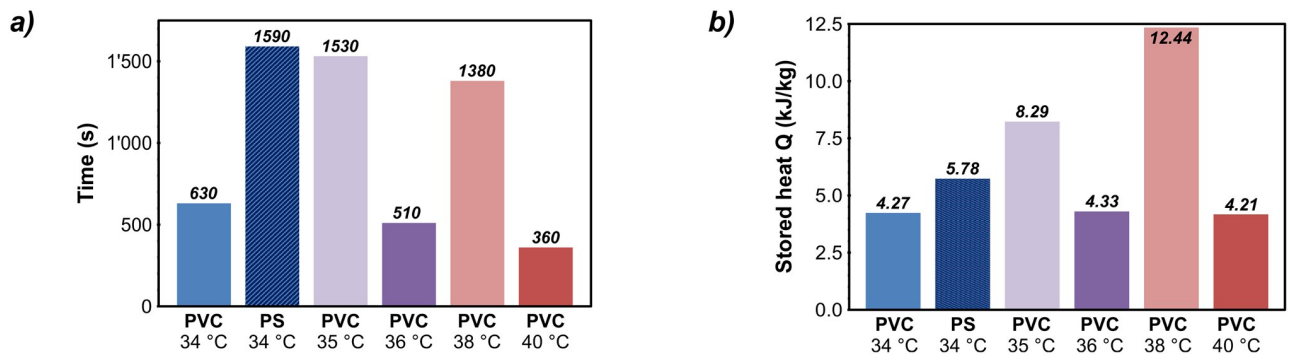 a)
Time (s)
1'500
1'000
500
0
630
1590
1530
510
1380
360
PVC PS PVC PVC PVC PVC
34 °C 34 °C 35 °C 36 °C 38 °C 40 °C
b)
Stored heat Q (kJ/kg)
12.5
10.0
7.5
5.0
2.5
0.0
4.27
5.78
8.29
4.33
12.44
4.21
PVC PS PVC PVC PVC PVC
34 °C 34 °C 35 °C 36 °C 38 °C 40 °C